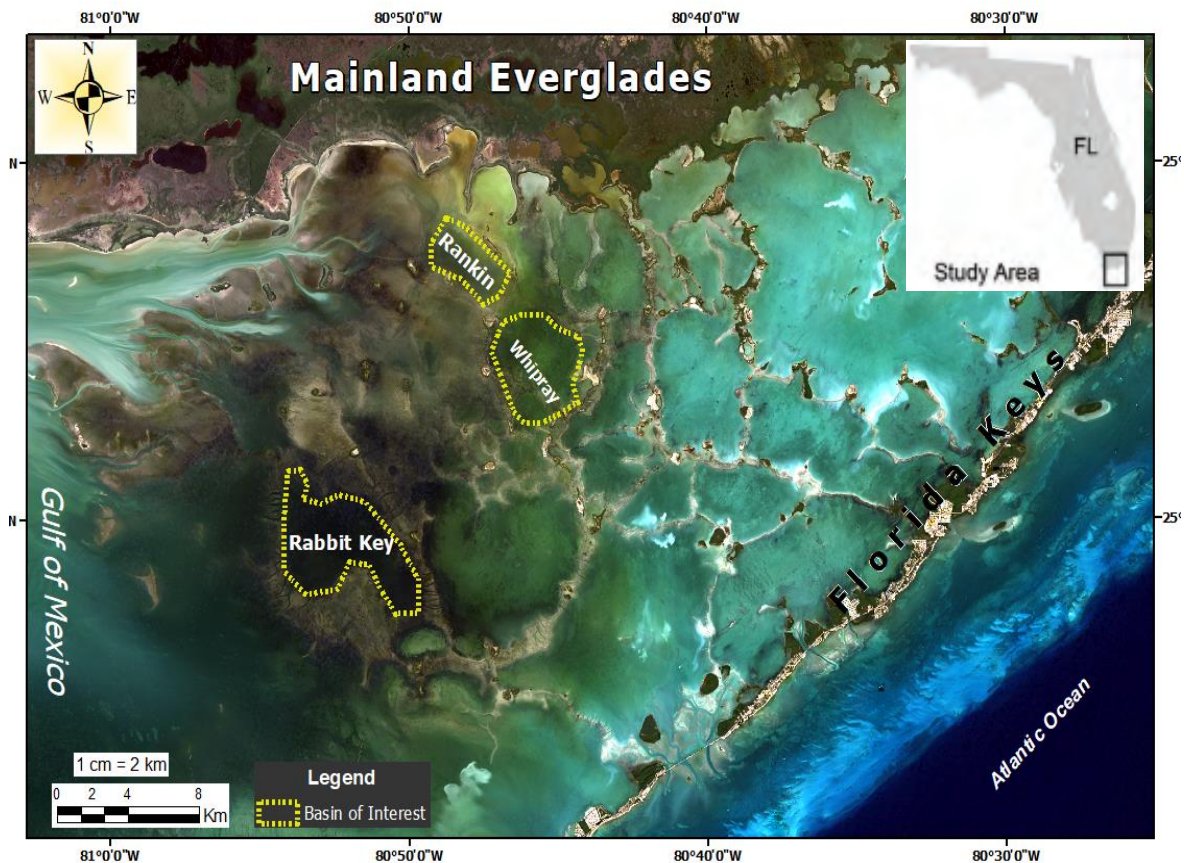 81°0'0"W 80°50'0"W 80°40'0"W 80°30'0"W
N
W E
S
Mainland Everglades
FL
Study Area
N
25°
Rankin
Whipray
Rabbit Key
Gulf of Mexico
Florida Keys
N
25°
Atlantic Ocean
1 cm = 2 km
0 2 4 8
Km
Legend
Basin of Interest
81°0'0"W 80°50'0"W 80°40'0"W 80°30'0"W